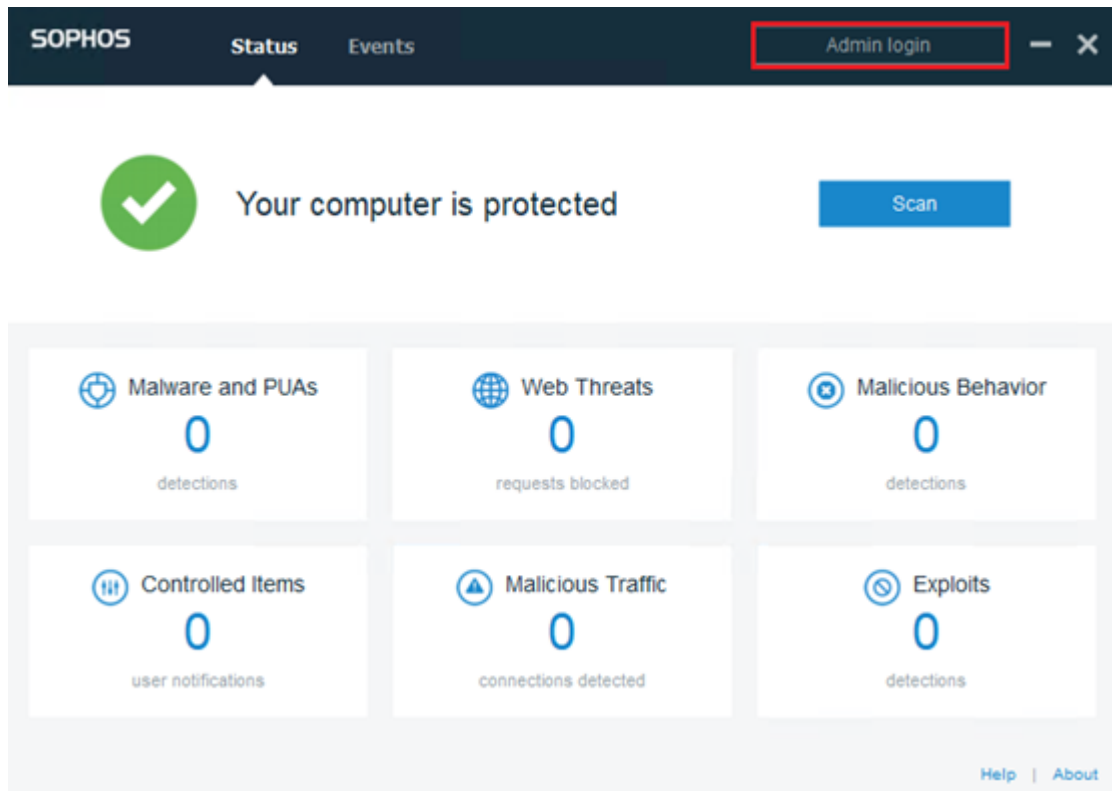 SOPHOS Status Events Admin login
Your computer is protected Scan
Malware and PUAs
0
detections
Web Threats
0
requests blocked
Malicious Behavior
0
detections
Controlled Items
0
user notifications
Malicious Traffic
0
connections detected
Exploits
0
detections
Help | About